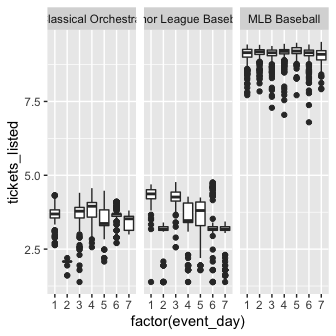 lassical Orchestra nor League Baseb MLB Baseball
tickets_listed
7.5
5.0
2.5
1 2 3 4 5 6 7 1 2 3 4 5 6 7 1 2 3 4 5 6 7
factor(event_day)